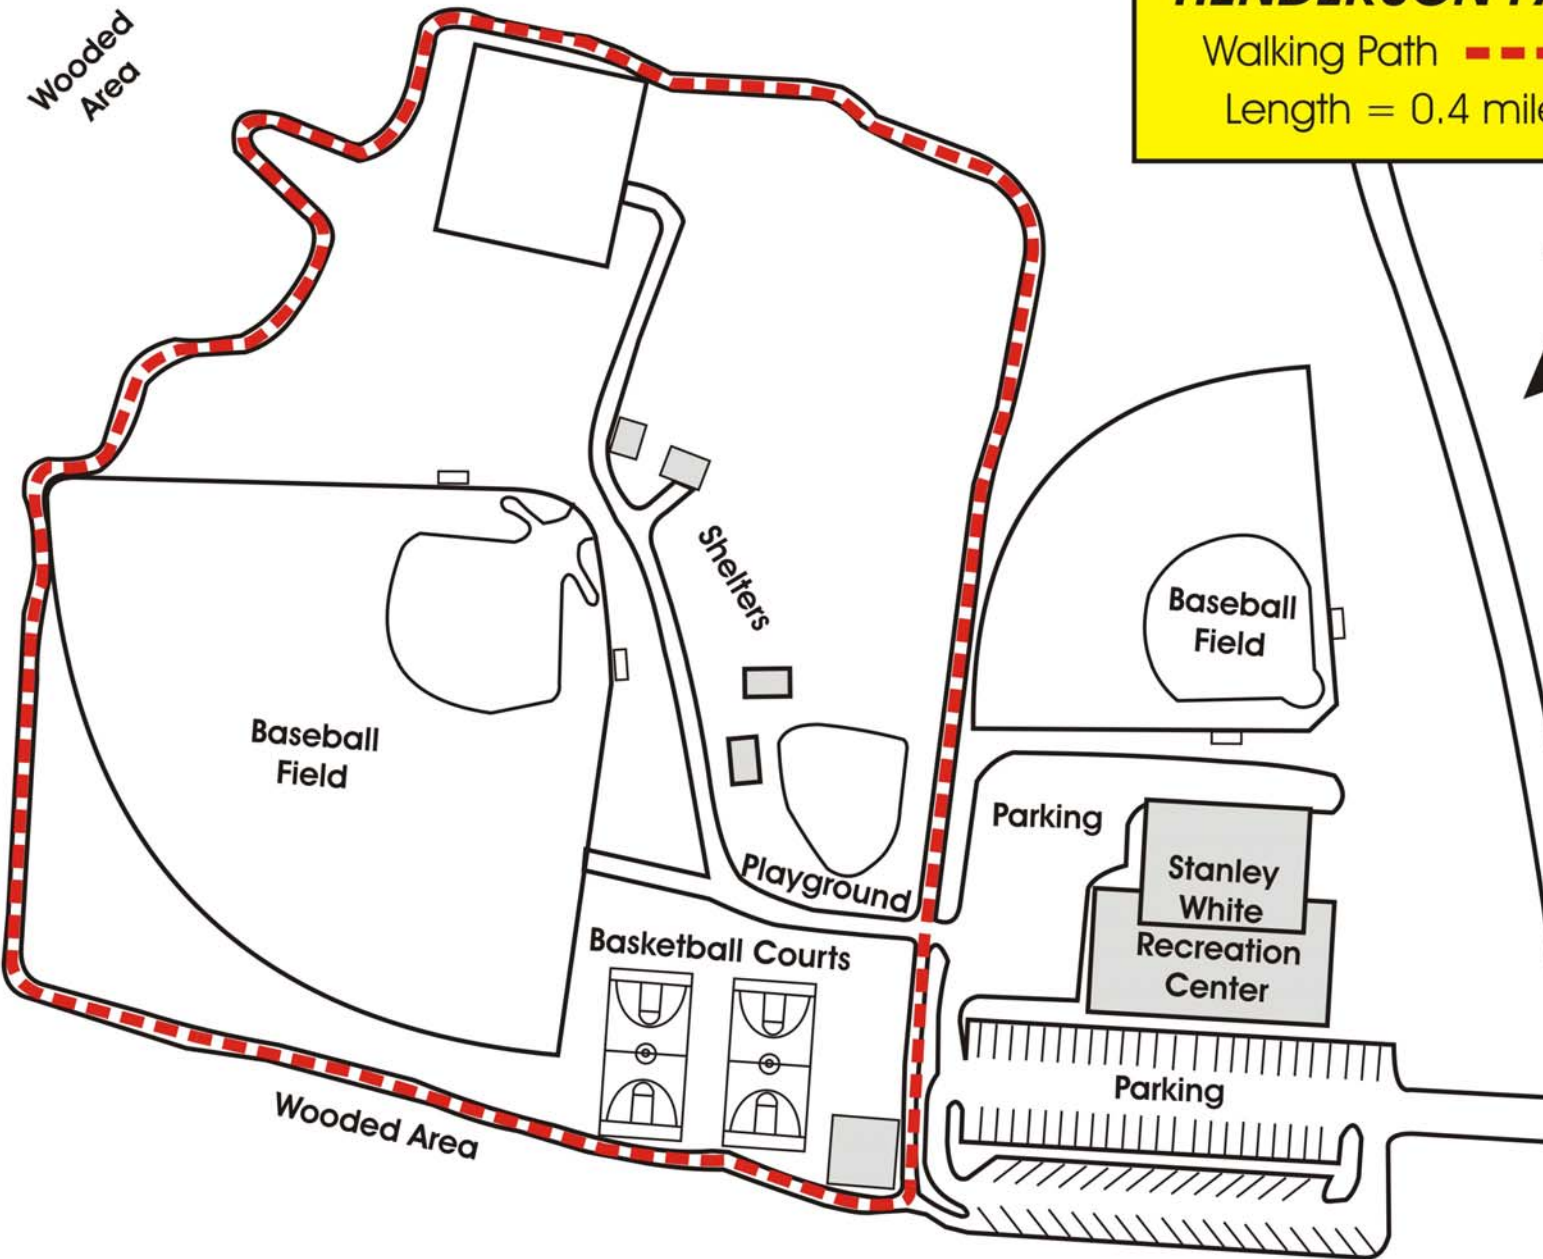 Wooded
Area
HENDERSON
Walking Path
Length = 0.4
Shelters
Baseball
Field
Baseball
Field
Parking
Stanley
White
Recreation
Center
Playground
Basketball Courts
Parking
Wooded Area